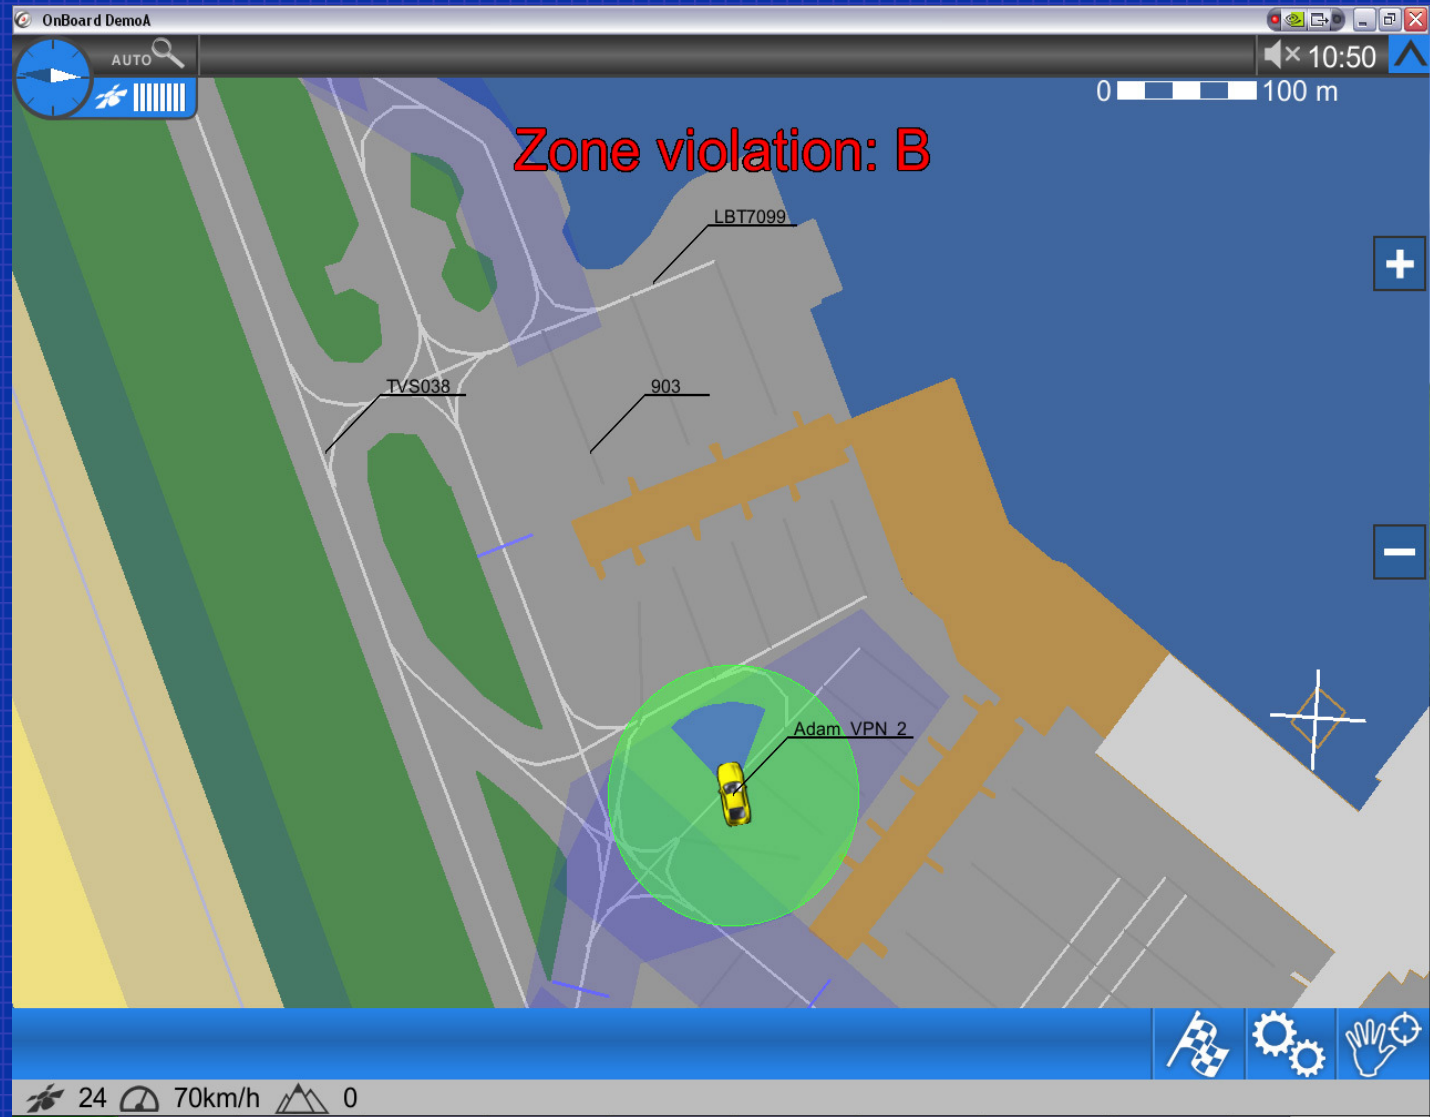 OnBoard DemoA
AUTO
10:50
0 100 m
Zone violation: B
LBT7099
TVS038
903
Adam_VPN_2
24 70km/h 0